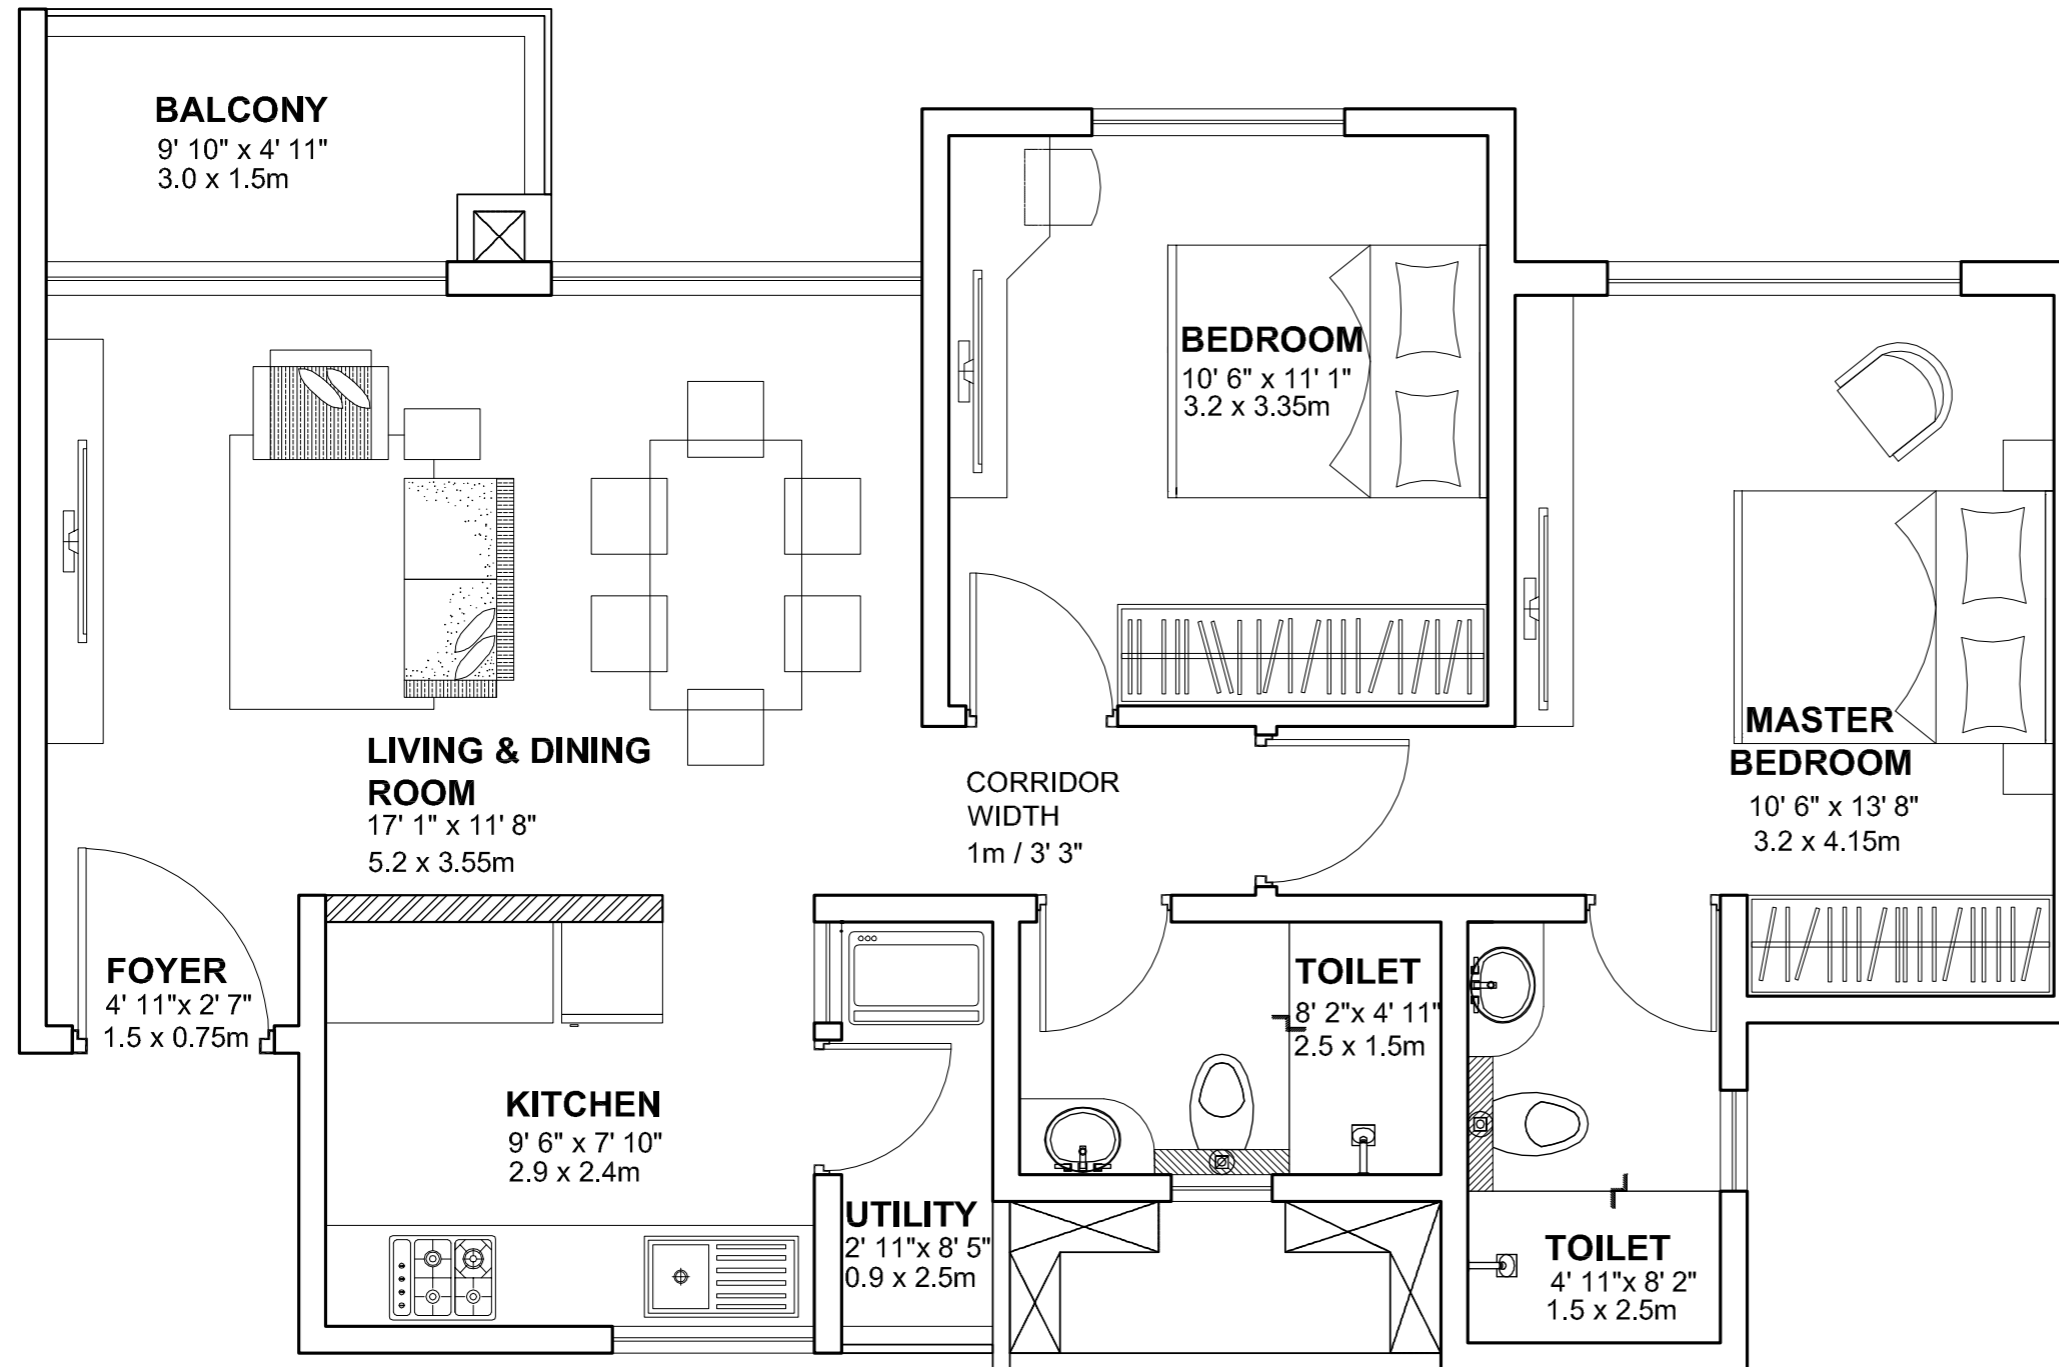 BALCONY
9' 10" x 4' 11"
3.0 x 1.5m
BEDROOM
10' 6" x 11' 1"
3.2 x 3.35m
MASTER
BEDROOM
10' 6" x 13' 8"
3.2 x 4.15m
LIVING & DINING
ROOM
17' 1" x 11' 8"
5.2 x 3.55m
CORRIDOR
WIDTH
1m / 3' 3"
FOYER
4' 11"x 2' 7"
1.5 x 0.75m
TOILET
8' 2"x 4' 11"
2.5 x 1.5m
KITCHEN
9' 6" x 7' 10"
2.9 x 2.4m
UTILITY
2' 11"x 8' 5"
0.9 x 2.5m
TOILET
4' 11"x 8' 2"
1.5 x 2.5m